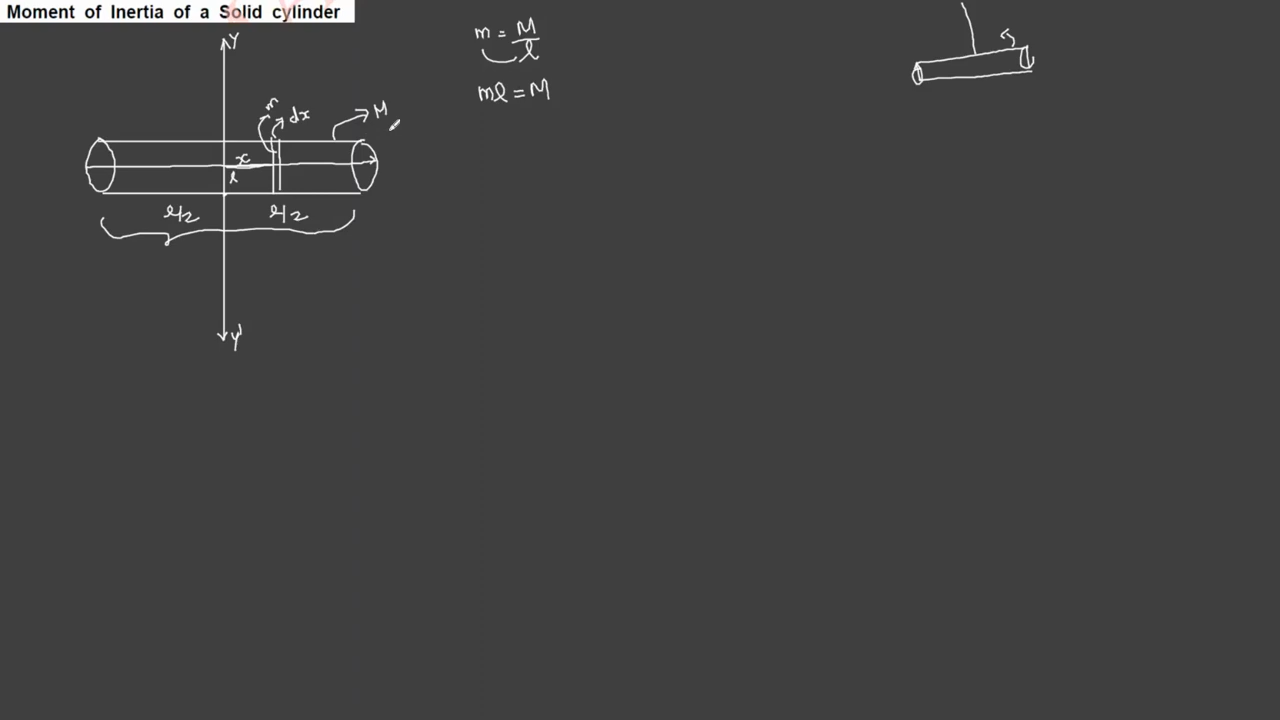 Moment of Inertia of a Solid cylinder
Y
m = M/l
ml = M
m
dx
M
x
l
l/2
l/2
Y'